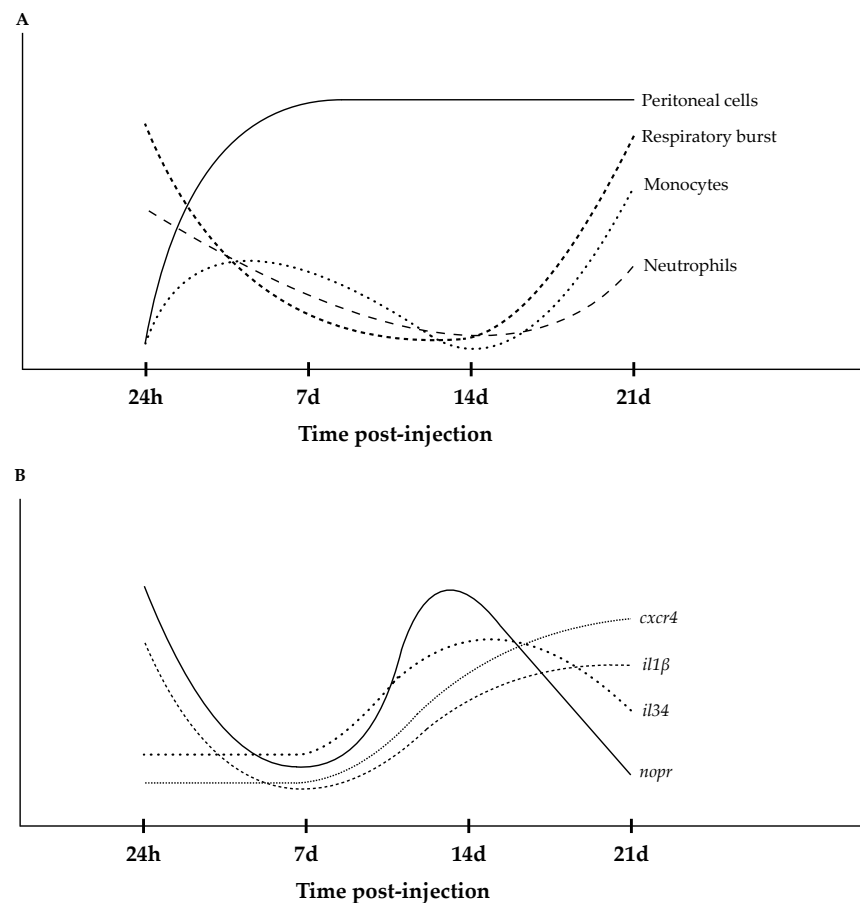 A
Peritoneal cells
Respiratory burst
Monocytes
Neutrophils
24h 7d 14d 21d
Time post-injection
B
cxcr4
il1β
il34
nopr
24h 7d 14d 21d
Time post-injection